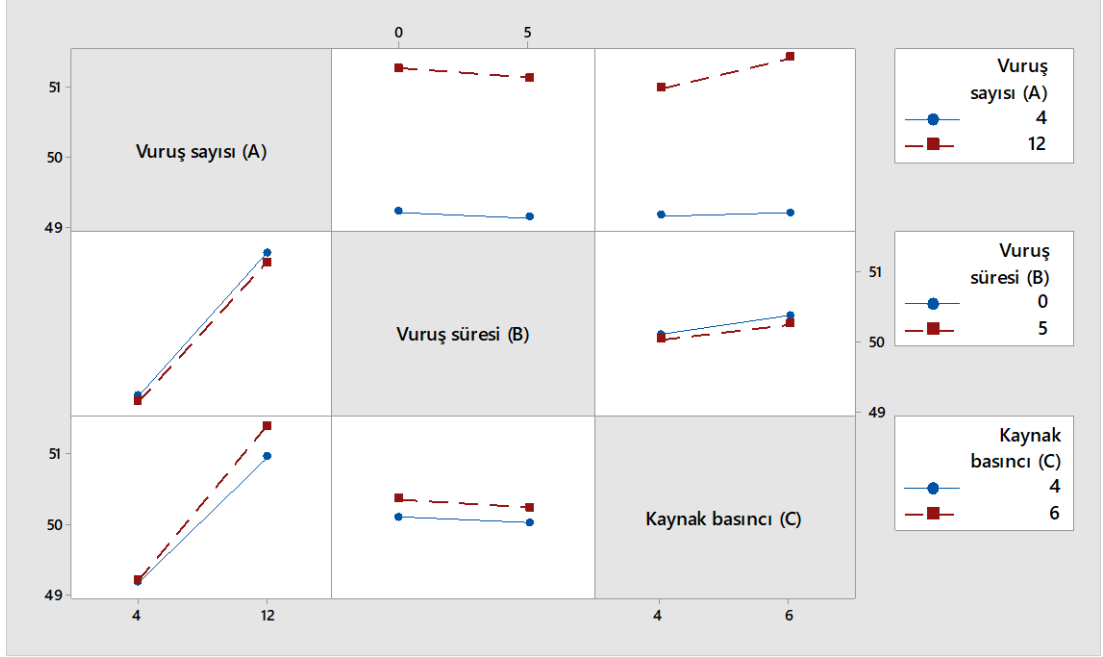 0 5
51
50
49
Vuruş sayısı (A)
Vuruş
sayısı (A)
4
12
Vuruş süresi (B)
51
50
49
Vuruş
süresi (B)
0
5
51
50
49
Kaynak basıncı (C)
Kaynak
basıncı (C)
4
6
4 12 4 6